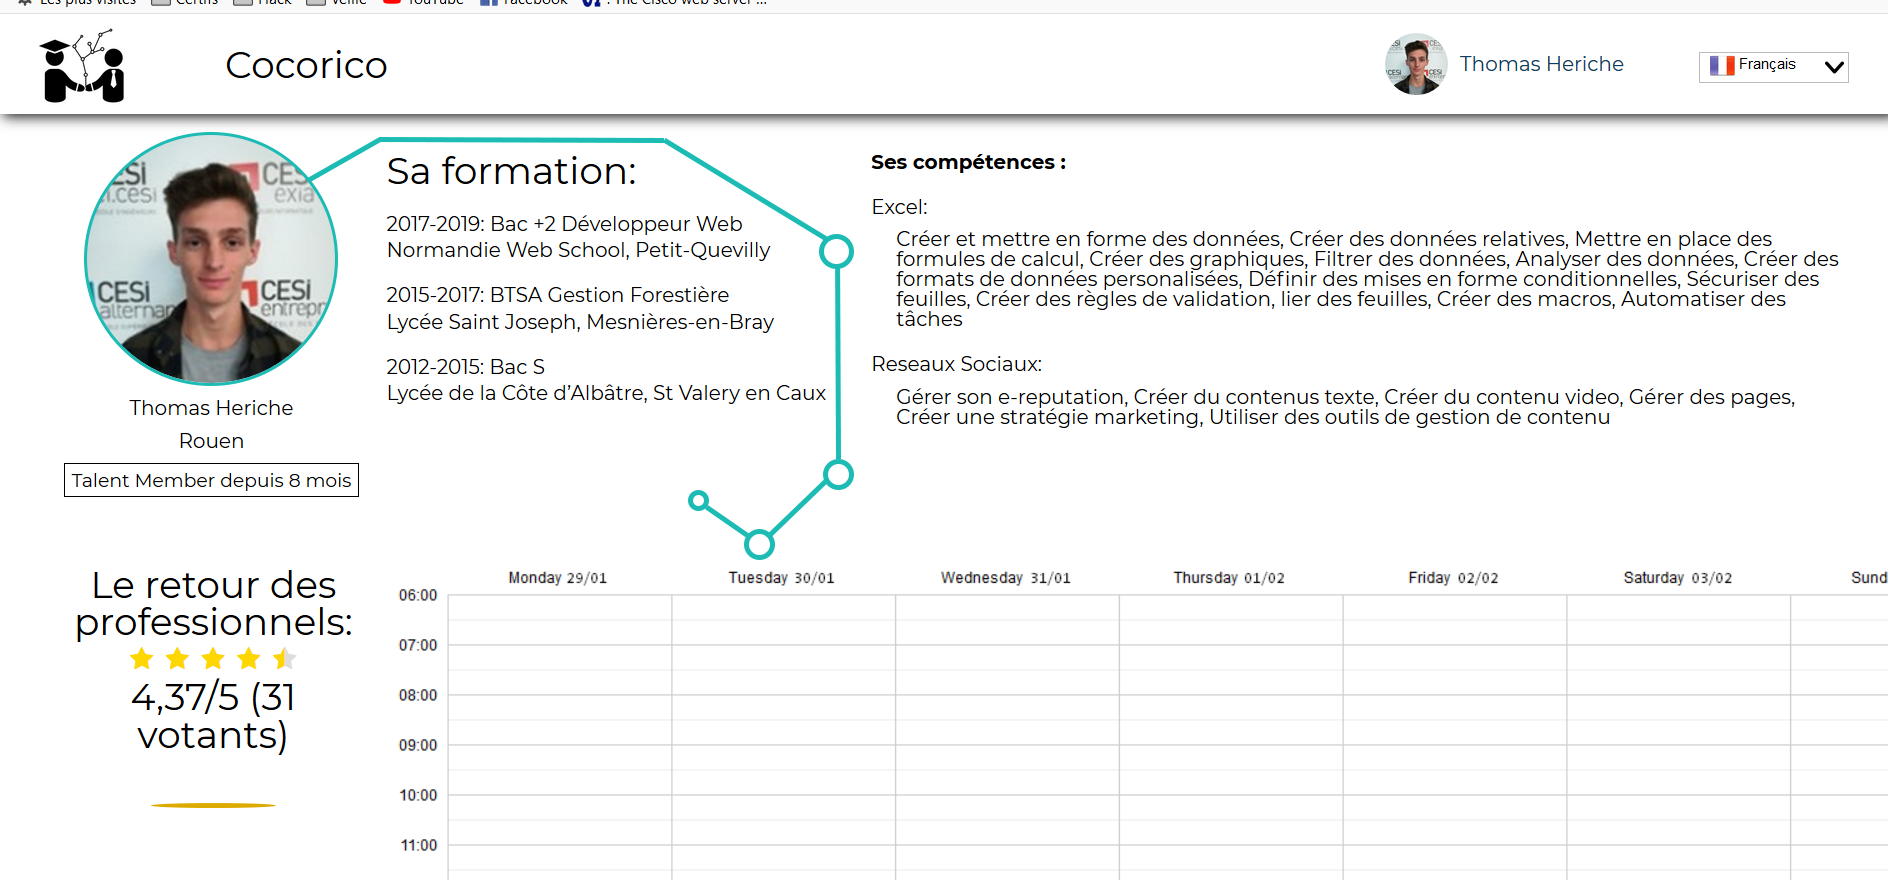 Les plus visités Certifs Hack Veille YouTube Facebook : The Cisco web server ...
Cocorico
Thomas Heriche
Français
Sa formation:
2017-2019: Bac +2 Développeur Web
Normandie Web School, Petit-Quevilly
2015-2017: BTSA Gestion Forestière
Lycée Saint Joseph, Mesnières-en-Bray
2012-2015: Bac S
Lycée de la Côte d’Albâtre, St Valery en Caux
Ses compétences :
Excel:
Créer et mettre en forme des données, Créer des données relatives, Mettre en place des
formules de calcul, Créer des graphiques, Filtrer des données, Analyser des données, Créer des
formats de données personalisées, Définir des mises en forme conditionnelles, Sécuriser des
feuilles, Créer des règles de validation, lier des feuilles, Créer des macros, Automatiser des
tâches
Reseaux Sociaux:
Gérer son e-reputation, Créer du contenus texte, Créer du contenu video, Gérer des pages,
Créer une stratégie marketing, Utiliser des outils de gestion de contenu
Thomas Heriche
Rouen
Talent Member depuis 8 mois
Le retour des
professionnels:
4,37/5 (31
votants)
Monday 29/01 Tuesday 30/01 Wednesday 31/01 Thursday 01/02 Friday 02/02 Saturday 03/02 Sund
06:00
07:00
08:00
09:00
10:00
11:00